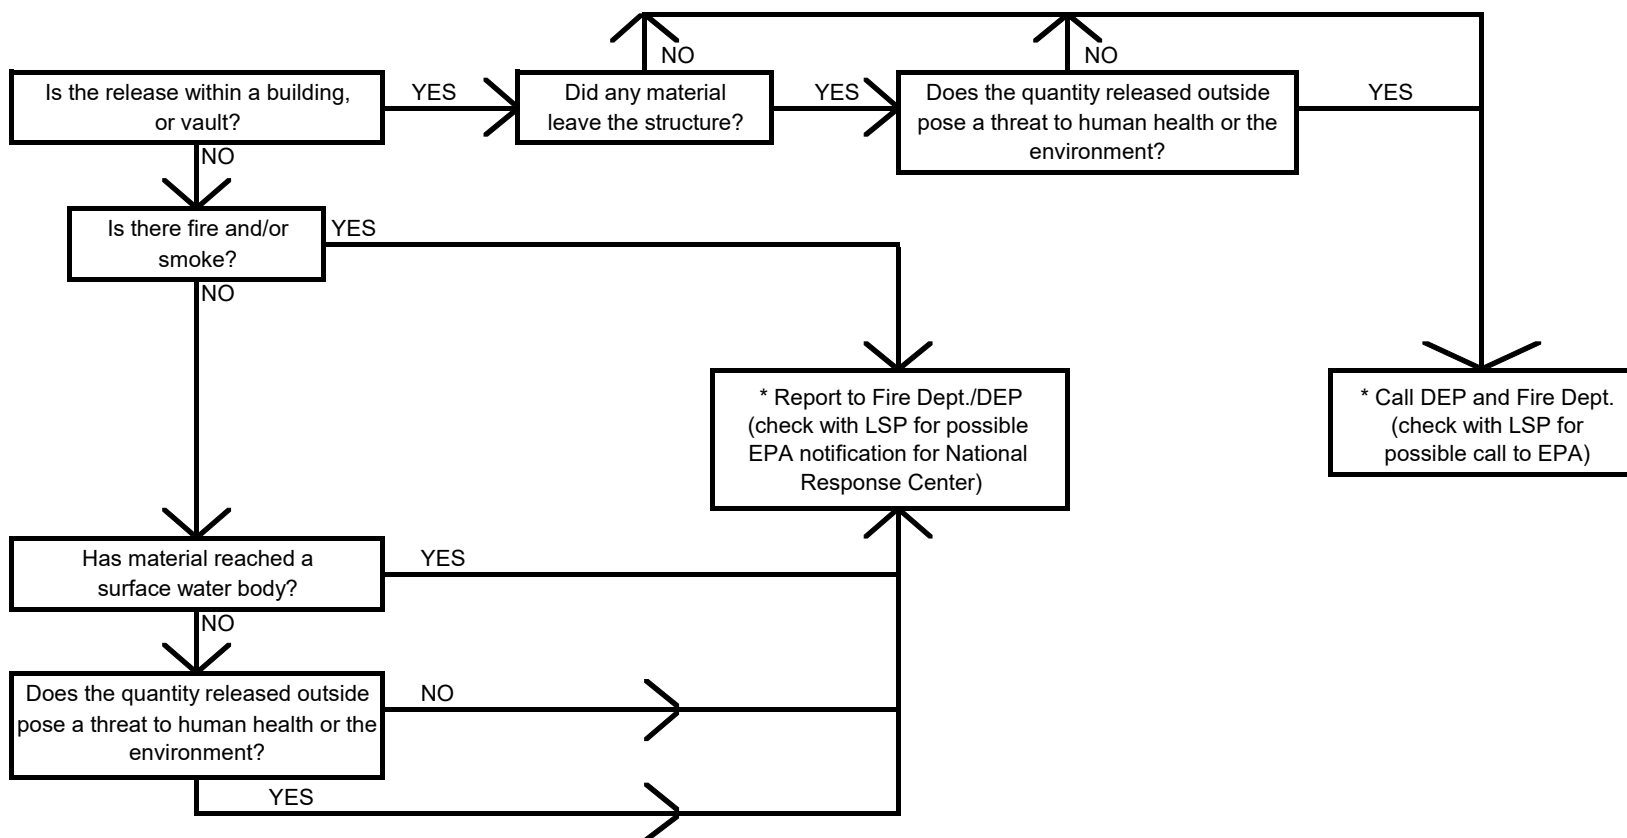 NO
NO
Is the release within a building,
or vault?
YES
Did any material
leave the structure?
YES
Does the quantity released outside
pose a threat to human health or the
environment?
YES
NO
Is there fire and/or
smoke?
YES
NO
* Report to Fire Dept./DEP
(check with LSP for possible
EPA notification for National
Response Center)
* Call DEP and Fire Dept.
(check with LSP for
possible call to EPA)
Has material reached a
surface water body?
YES
NO
Does the quantity released outside
pose a threat to human health or the
environment?
NO
YES